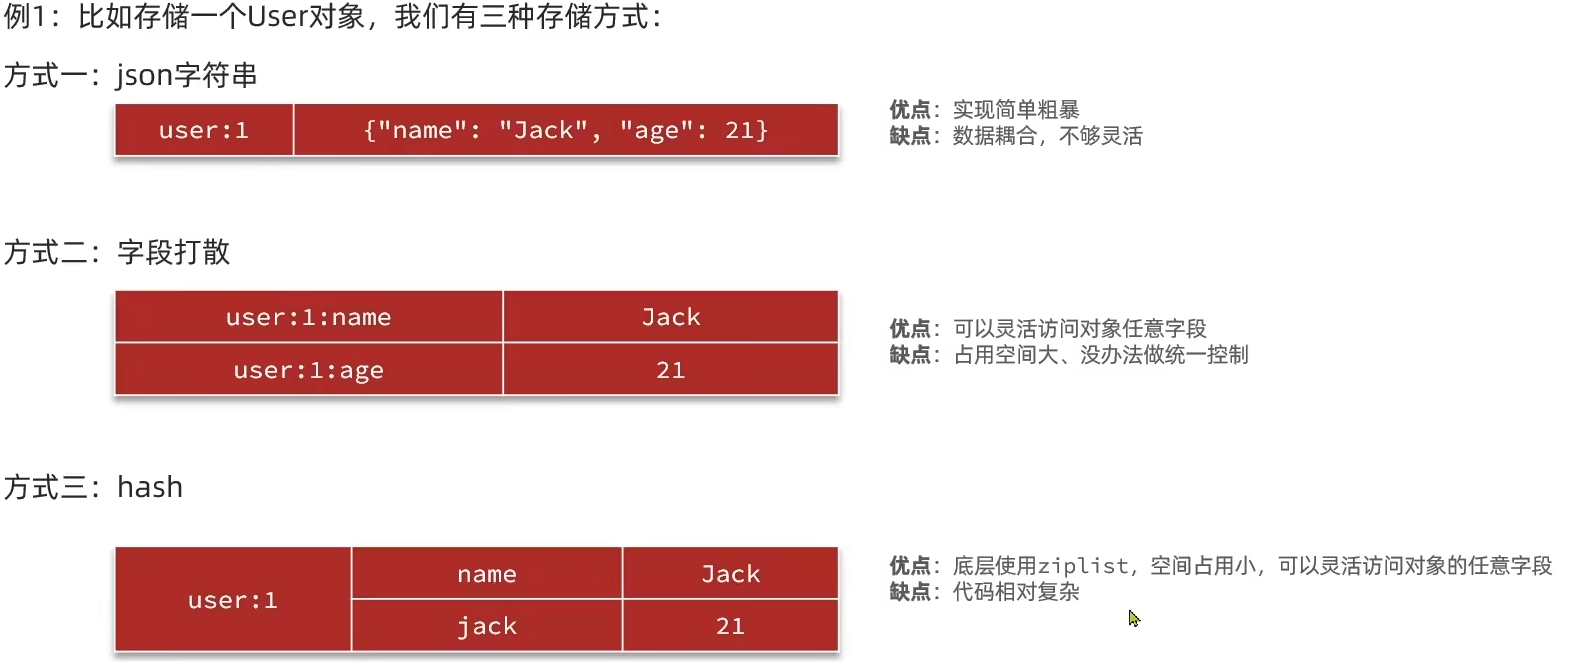 例1：比如存储一个User对象，我们有三种存储方式：
方式一：json字符串
user:1 {"name": "Jack", "age": 21}
优点：实现简单粗暴
缺点：数据耦合，不够灵活
方式二：字段打散
user:1:name Jack
user:1:age 21
优点：可以灵活访问对象任意字段
缺点：占用空间大、没办法做统一控制
方式三：hash
user:1
name Jack
jack 21
优点：底层使用ziplist，空间占用小，可以灵活访问对象的任意字段
缺点：代码相对复杂